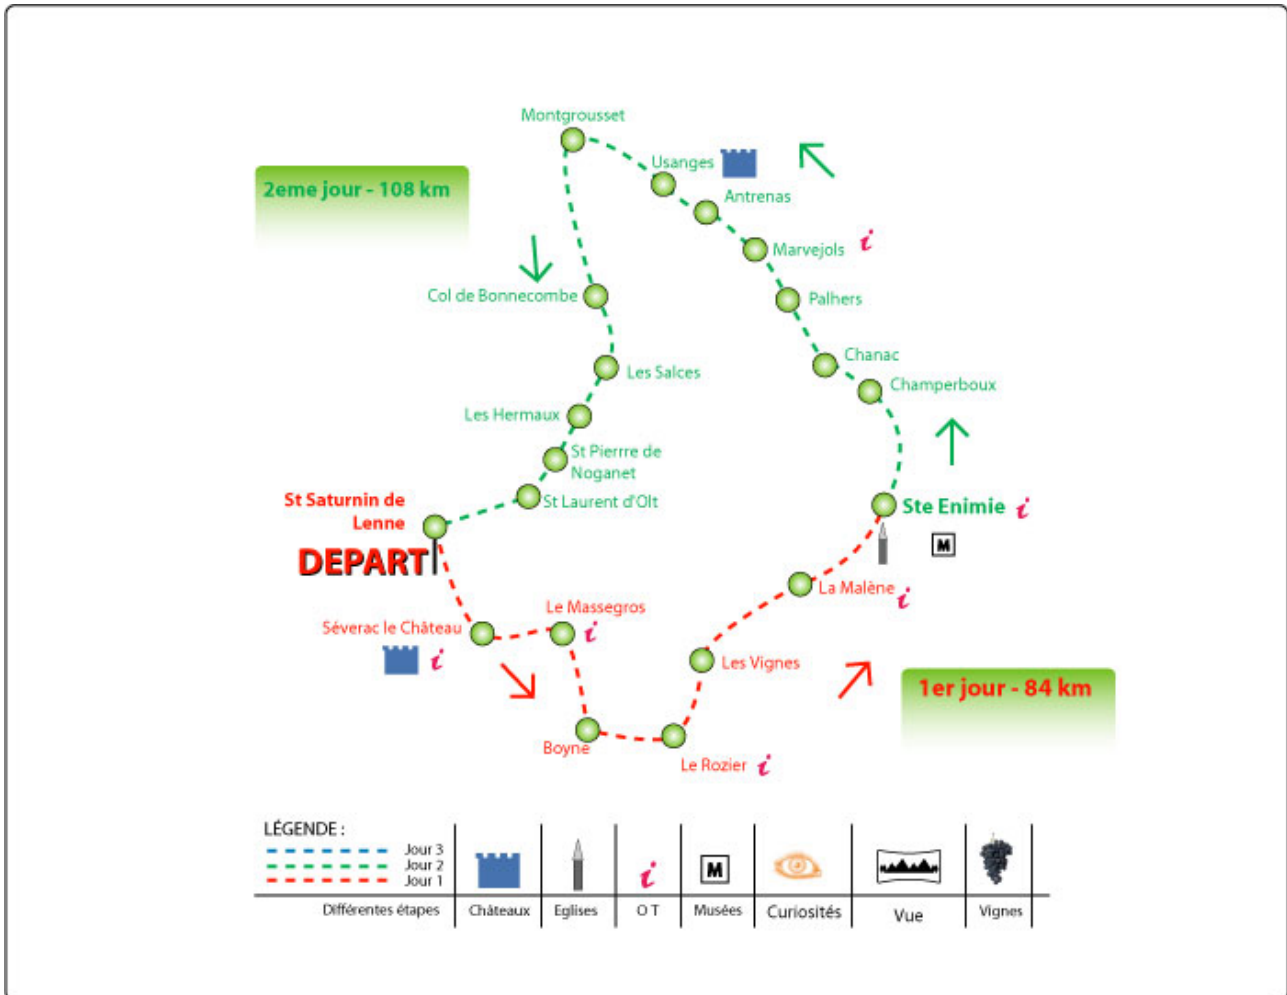 Montgrousset
Usanges
Antrenas
2eme jour - 108 km
Marvejols
i
Col de Bonnecombe
Palhers
Chanac
Les Salces
Champerboux
Les Hermaux
St Pierrre de
Noganet
St Laurent d'Olt
St Saturnin de
Lenne
DEPART
Ste Enimie i
M
La Malène i
Le Massegros
i
Séverac le Château
i
Les Vignes
1er jour - 84 km
Boyne
Le Rozier i
LÉGENDE :
Jour 3
Jour 2
Jour 1
i
M
Différentes étapes
Châteaux
Eglises
O T
Musées
Curiosités
Vue
Vignes